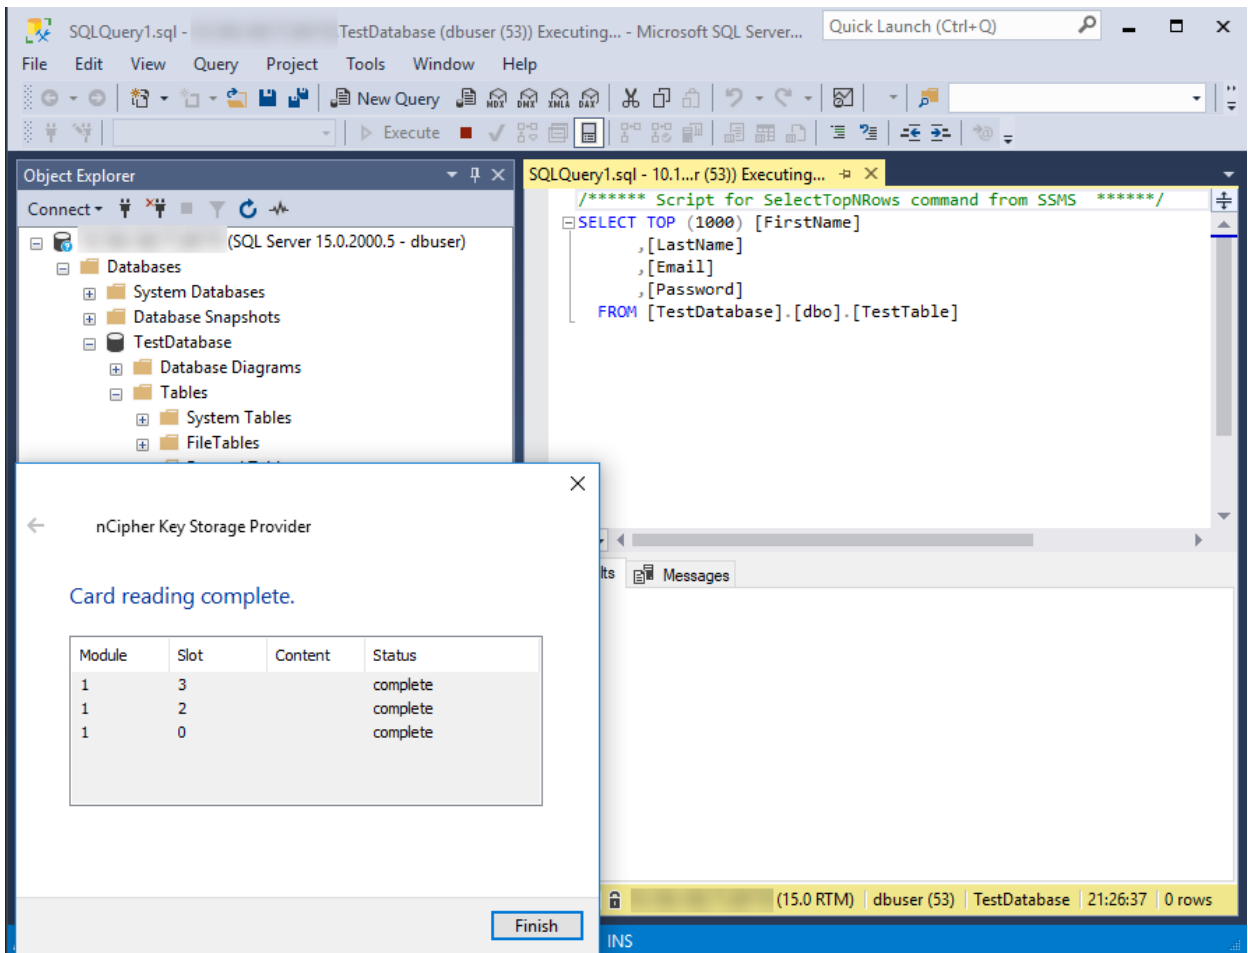 SQLQuery1.sql - TestDatabase (dbuser (53)) Executing... - Microsoft SQL Server...
Quick Launch (Ctrl+Q)
File Edit View Query Project Tools Window Help
New Query MDX DMX XMLA DAX
Execute
Object Explorer
Connect
(SQL Server 15.0.2000.5 - dbuser)
Databases
System Databases
Database Snapshots
TestDatabase
Database Diagrams
Tables
System Tables
FileTables
SQLQuery1.sql - 10.1...r (53)) Executing...
/****** Script for SelectTopNRows command from SSMS ******/
SELECT TOP (1000) [FirstName]
,[LastName]
,[Email]
,[Password]
FROM [TestDatabase].[dbo].[TestTable]
lts Messages
nCipher Key Storage Provider
Card reading complete.
Module Slot Content Status
1 3 complete
1 2 complete
1 0 complete
Finish
(15.0 RTM) dbuser (53) TestDatabase 21:26:37 0 rows
INS